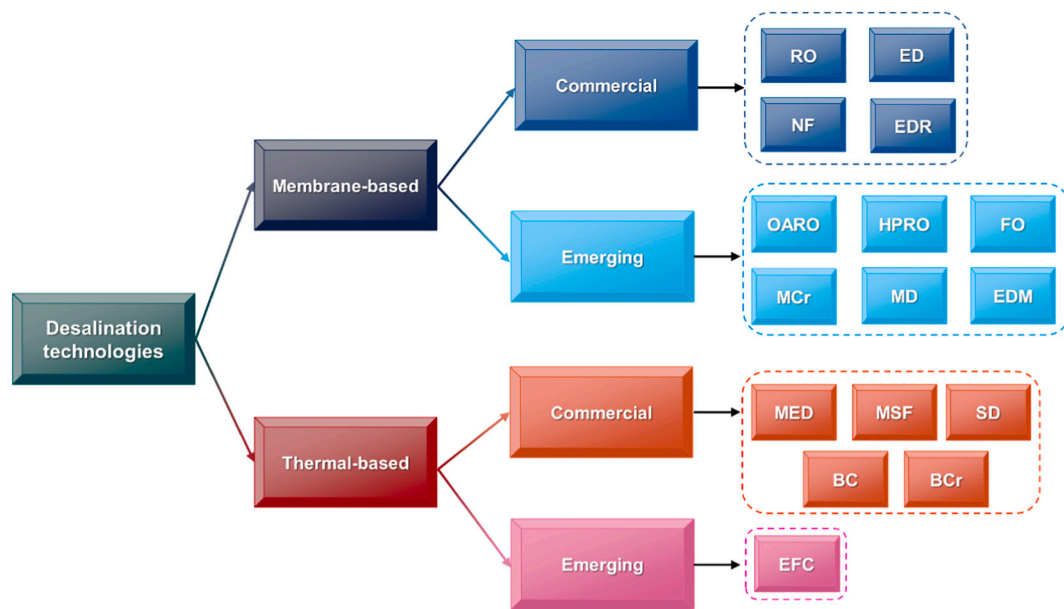 Desalination
technologies
Membrane-based
Commercial
RO
ED
NF
EDR
Emerging
OARO
HPRO
FO
MCr
MD
EDM
Thermal-based
Commercial
MED
MSF
SD
BC
BCr
Emerging
EFC